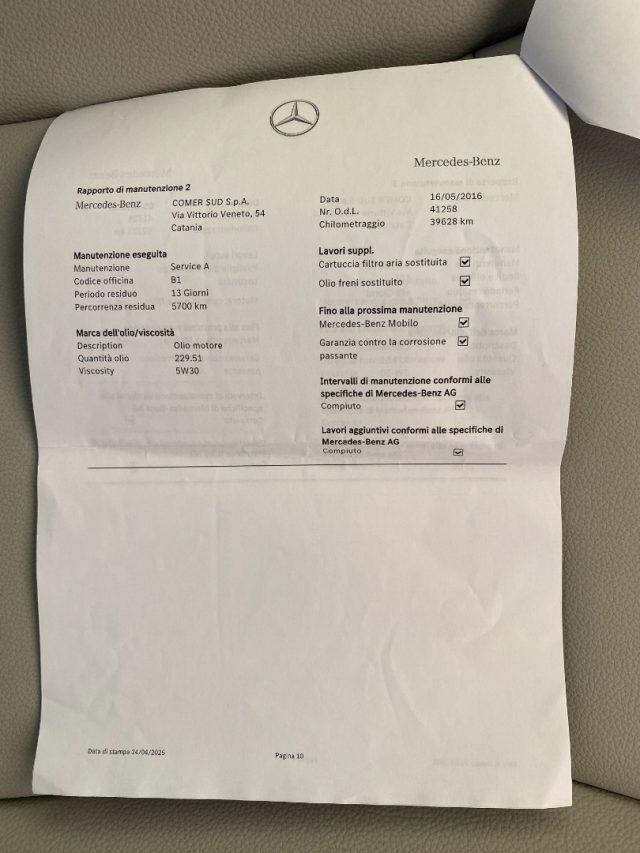 Mercedes-Benz
Rapporto di manutenzione 2
Mercedes-Benz COMER SUD S.p.A.
Via Vittorio Veneto, 54
Catania
Data 16/05/2016
Nr. O.d.L. 41258
Chilometraggio 39628 km
Manutenzione eseguita
Manutenzione Service A
Codice officina B1
Periodo residuo 13 Giorni
Percorrenza residua 5700 km
Marca dell'olio/viscosità
Description Olio motore
Quantità olio 229.51
Viscosity 5W30
Lavori suppl.
Cartuccia filtro aria sostituita
Olio freni sostituito
Fino alla prossima manutenzione
Mercedes-Benz Mobilo
Garanzia contro la corrosione
passante
Intervalli di manutenzione conformi alle
specifiche di Mercedes-Benz AG
Compiuto
Lavori aggiuntivi conformi alle specifiche di
Mercedes-Benz AG
Compiuto
Data di stampa 24/04/2025
Pagina 10